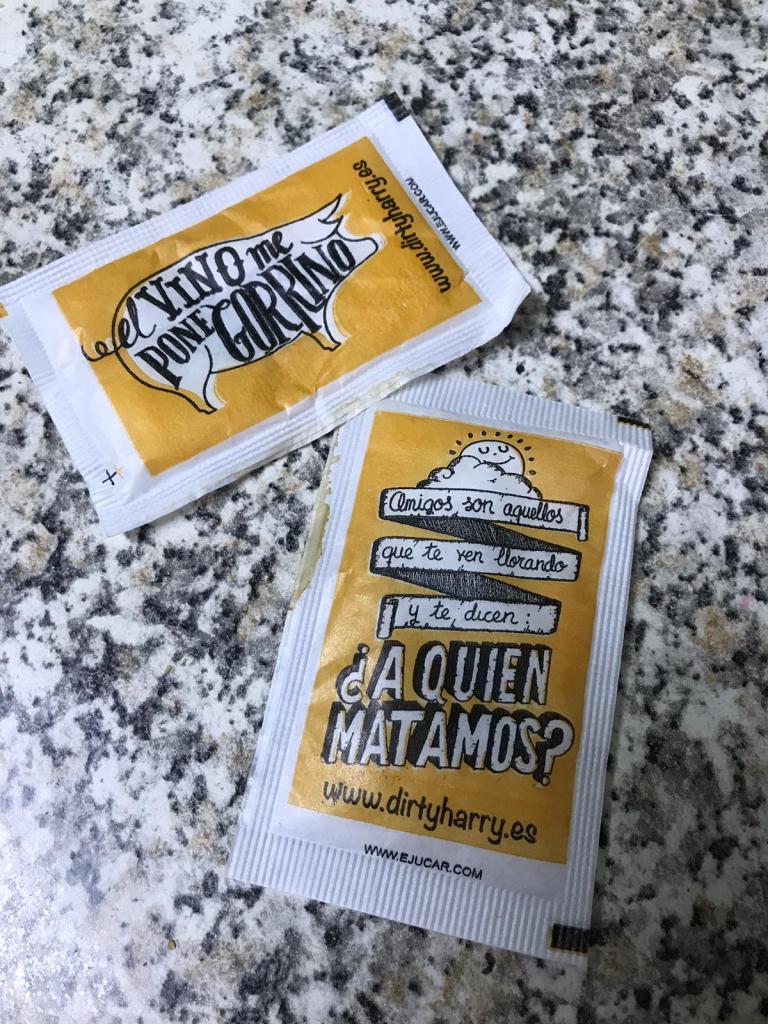 el VINO me
PONE GORRINO
www.dirtyharry.es
WWW.EJUCAR.COM
Amigos son aquellos
que te ven llorando
y te dicen:
¿A QUIEN
MATAMOS?
www.dirtyharry.es
WWW.EJUCAR.COM